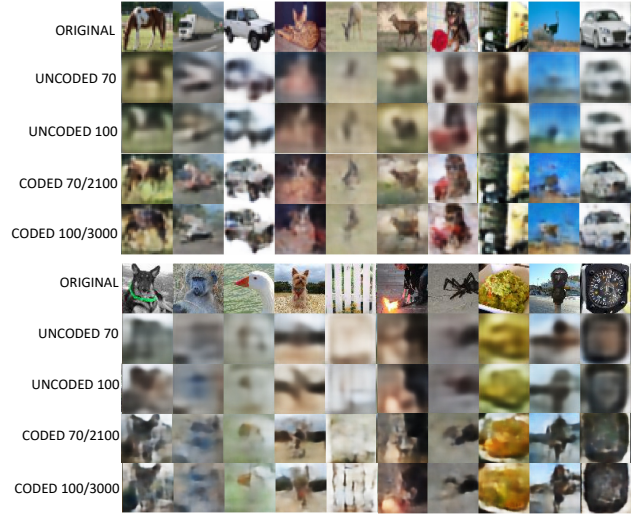 ORIGINAL
UNCODED 70
UNCODED 100
CODED 70/2100
CODED 100/3000
ORIGINAL
UNCODED 70
UNCODED 100
CODED 70/2100
CODED 100/3000